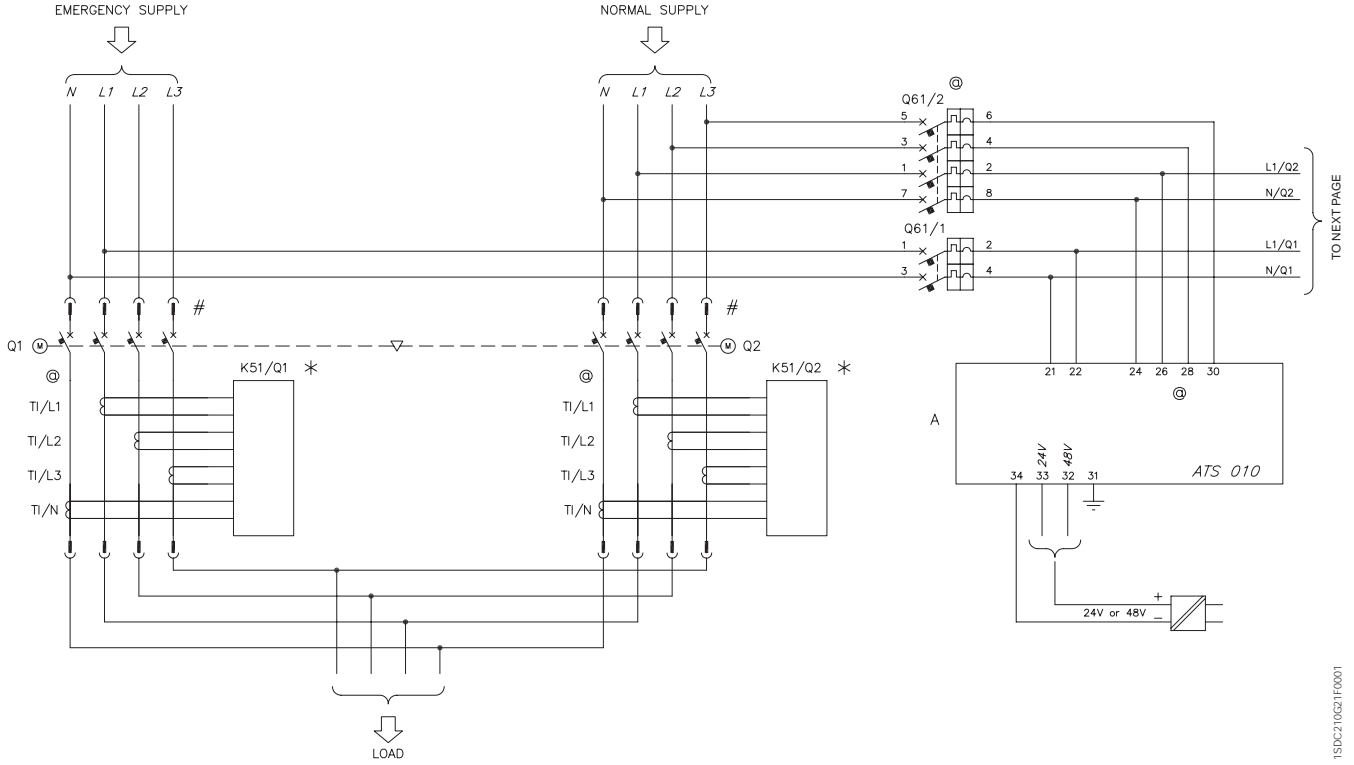 EMERGENCY SUPPLY
NORMAL SUPPLY
N L1 L2 L3
N L1 L2 L3
@
Q61/2
5 6
3 4
1 2
7 8
L1/Q2
N/Q2
Q61/1
1 2
3 4
L1/Q1
N/Q1
TO NEXT PAGE
#
#
Q1 M
M Q2
@
@
K51/Q1 *
K51/Q2 *
TI/L1
TI/L2
TI/L3
TI/N
TI/L1
TI/L2
TI/L3
TI/N
21 22 24 26 28 30
@
A
24V 48V
34 33 32 31
ATS 010
+
24V or 48V
−
LOAD
1SDC210G21F0001